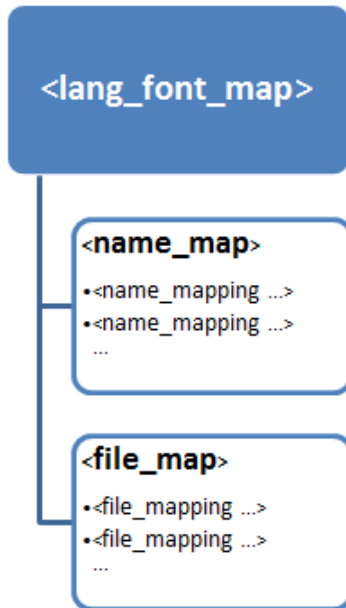 <lang_font_map>
<name_map>
•<name_mapping ...>
•<name_mapping ...>
...
<file_map>
•<file_mapping ...>
•<file_mapping ...>
...